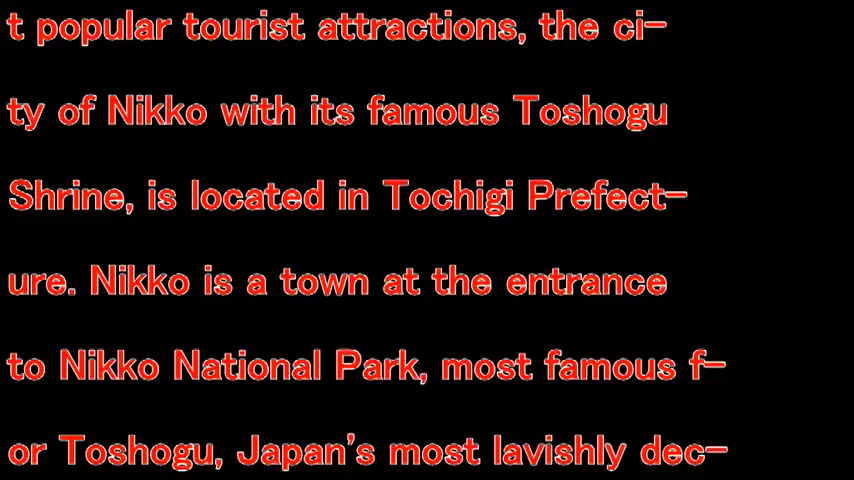 t popular tourist attractions, the ci-
ty of Nikko with its famous Toshogu
Shrine, is located in Tochigi Prefect-
ure. Nikko is a town at the entrance
to Nikko National Park, most famous f-
or Toshogu, Japan's most lavishly dec-